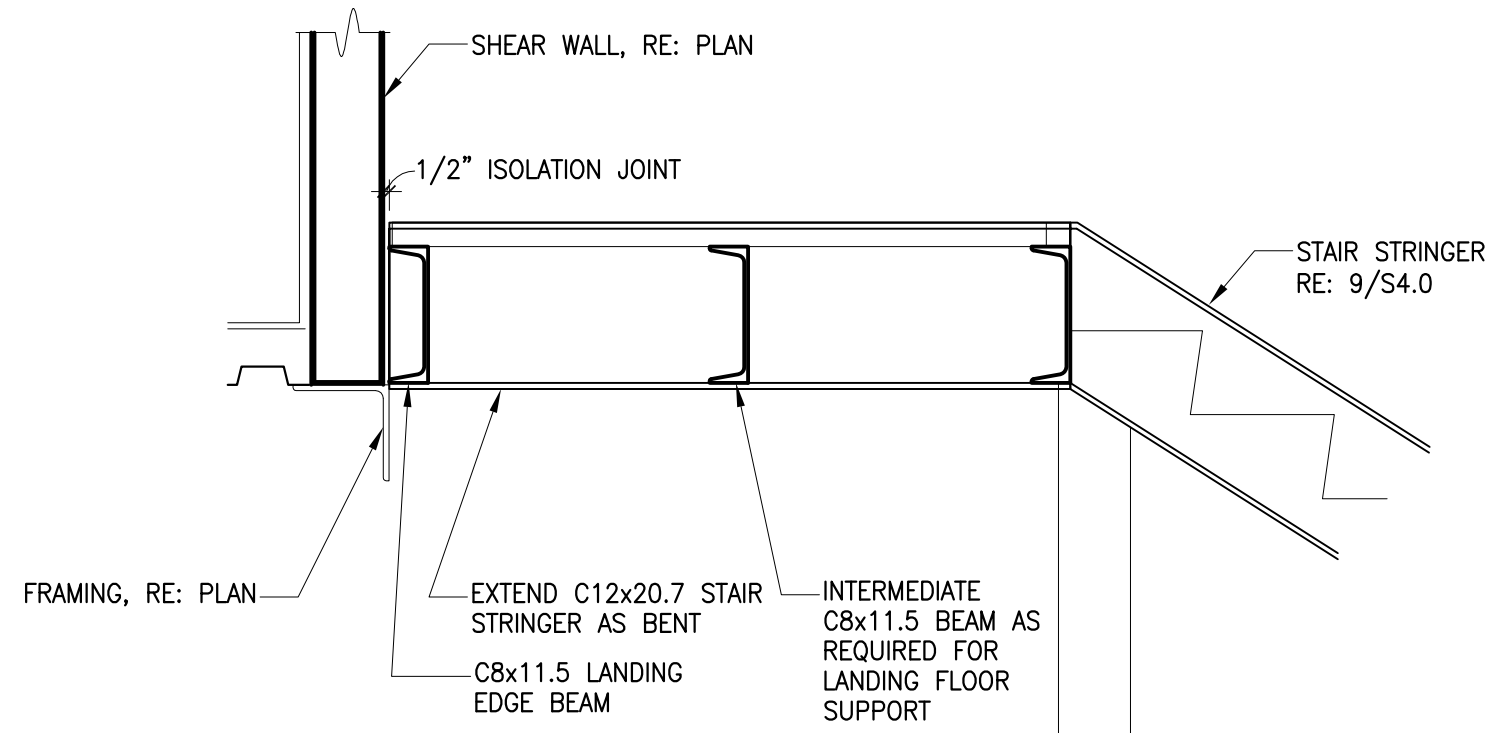 SHEAR WALL, RE: PLAN
1/2" ISOLATION JOINT
STAIR STRINGER
RE: 9/S4.0
FRAMING, RE: PLAN
EXTEND C12x20.7 STAIR
STRINGER AS BENT
C8x11.5 LANDING
EDGE BEAM
INTERMEDIATE
C8x11.5 BEAM AS
REQUIRED FOR
LANDING FLOOR
SUPPORT